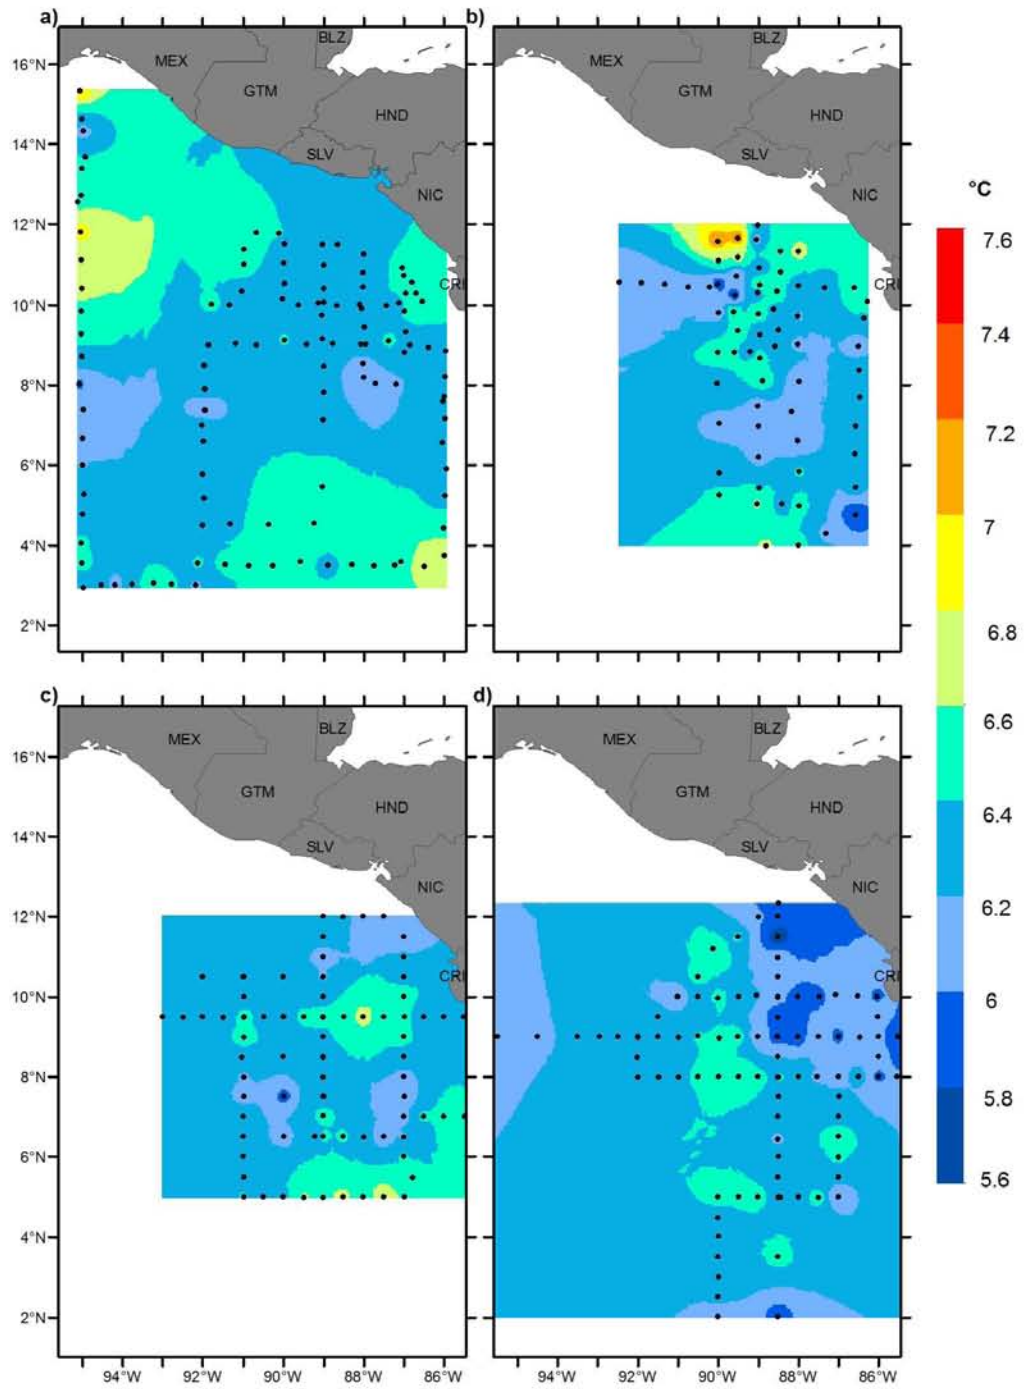 a)
BLZ
16°N
MEX
GTM
HND
14°N
SLV
NIC
12°N
CRI
10°N
8°N
6°N
4°N
2°N
b)
BLZ
MEX
GTM
HND
SLV
NIC
CRI
°C
7.6
7.4
7.2
7
6.8
6.6
6.4
6.2
6
5.8
5.6
c)
BLZ
16°N
MEX
GTM
HND
14°N
SLV
NIC
12°N
CRI
10°N
8°N
6°N
4°N
2°N
94°W 92°W 90°W 88°W 86°W
d)
BLZ
MEX
GTM
HND
SLV
NIC
CRI
94°W 92°W 90°W 88°W 86°W